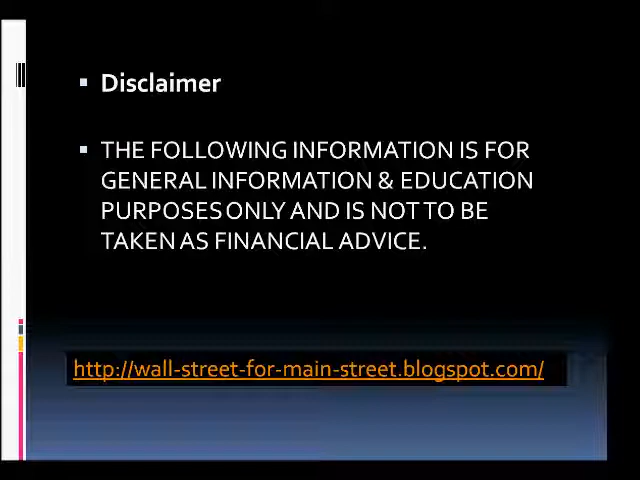 Disclaimer
THE FOLLOWING INFORMATION IS FOR
GENERAL INFORMATION & EDUCATION
PURPOSES ONLY AND IS NOT TO BE
TAKEN AS FINANCIAL ADVICE.
http://wall-street-for-main-street.blogspot.com/